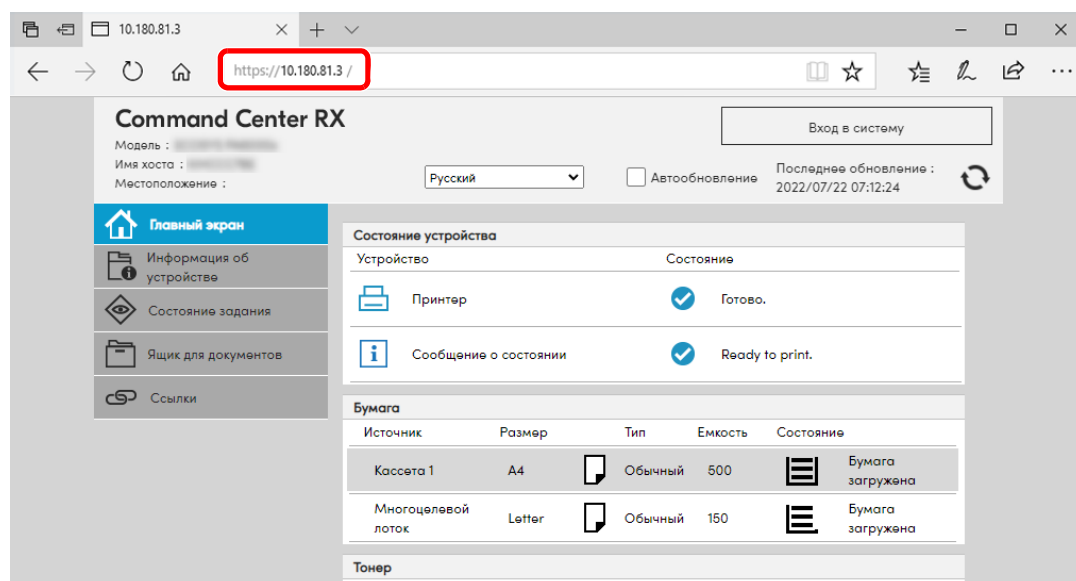 10.180.81.3
https://10.180.81.3 /
Command Center RX
Вход в систему
Модель :
Имя хоста :
Местоположение :
Русский
Автообновление
Последнее обновление :
2022/07/22 07:12:24
Главный экран
Информация об
устройстве
Состояние задания
Ящик для документов
Ссылки
Состояние устройства
Устройство Состояние
Принтер Готово.
Сообщение о состоянии Ready to print.
Бумага
Источник Размер Тип Емкость Состояние
Кассета 1 A4 Обычный 500 Бумага
загружена
Многоцелевой
лоток Letter Обычный 150 Бумага
загружена
Тонер